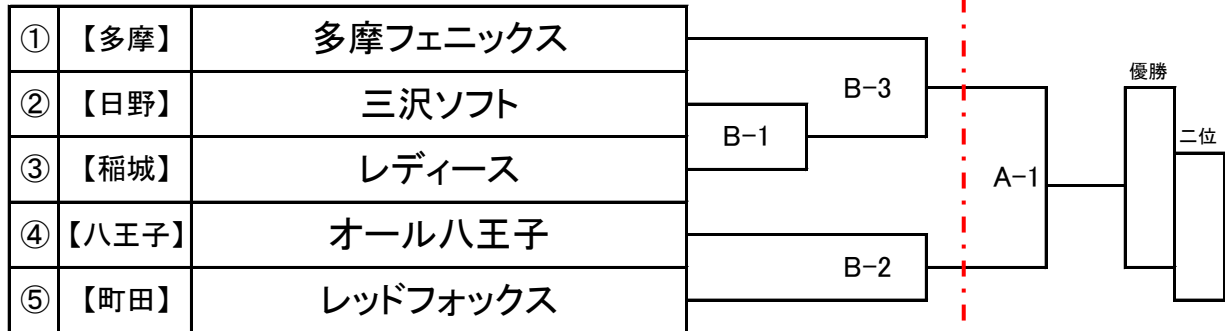 ① 【多摩】 多摩フェニックス
② 【日野】 三沢ソフト
③ 【稲城】 レディース
④ 【八王子】 オール八王子
⑤ 【町田】 レッドフォックス
B-3
B-1
B-2
A-1
優勝
二位